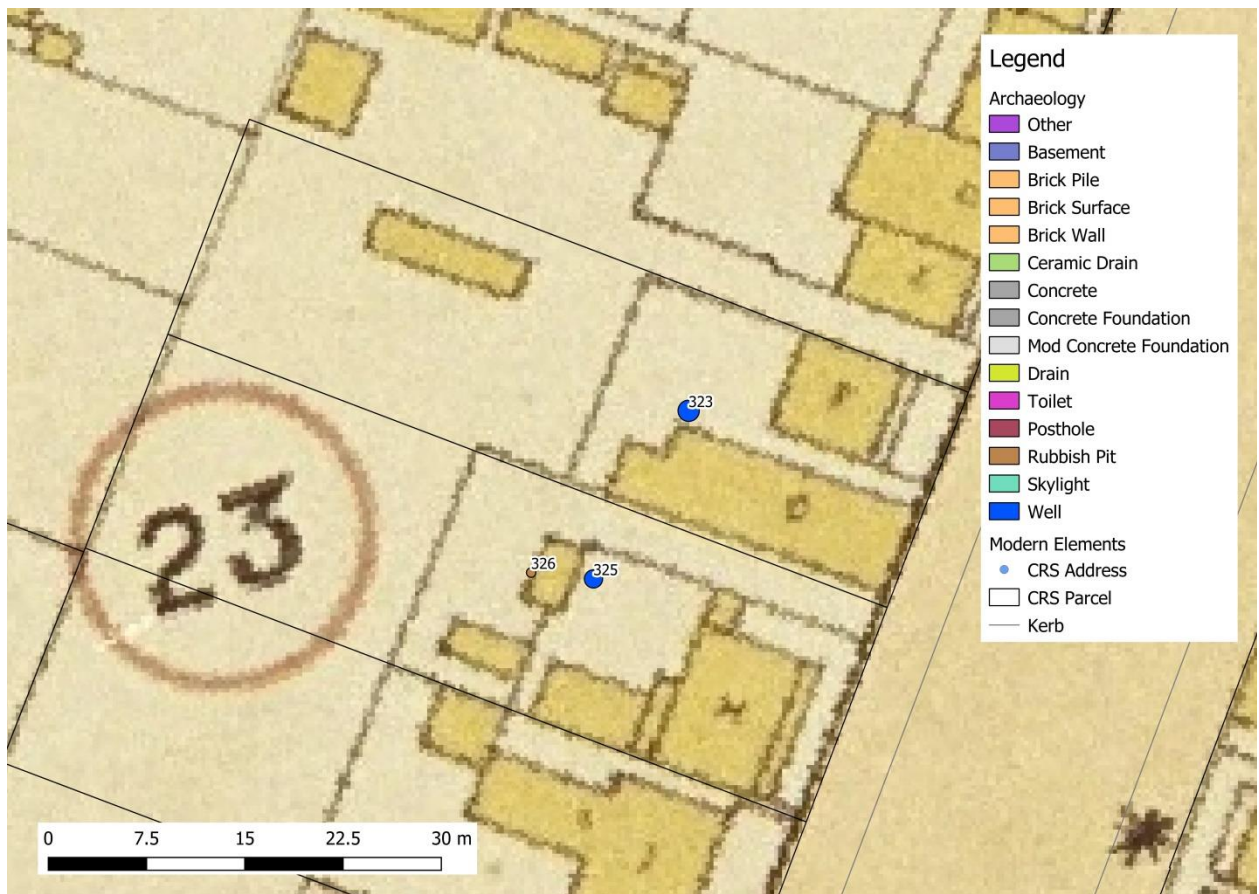 Legend
Archaeology
Other
Basement
Brick Pile
Brick Surface
Brick Wall
Ceramic Drain
Concrete
Concrete Foundation
Mod Concrete Foundation
Drain
Toilet
Posthole
Rubbish Pit
Skylight
Well
Modern Elements
CRS Address
CRS Parcel
Kerb
F
323
G
23
326
325
H
0 7.5 15 22.5 30 m